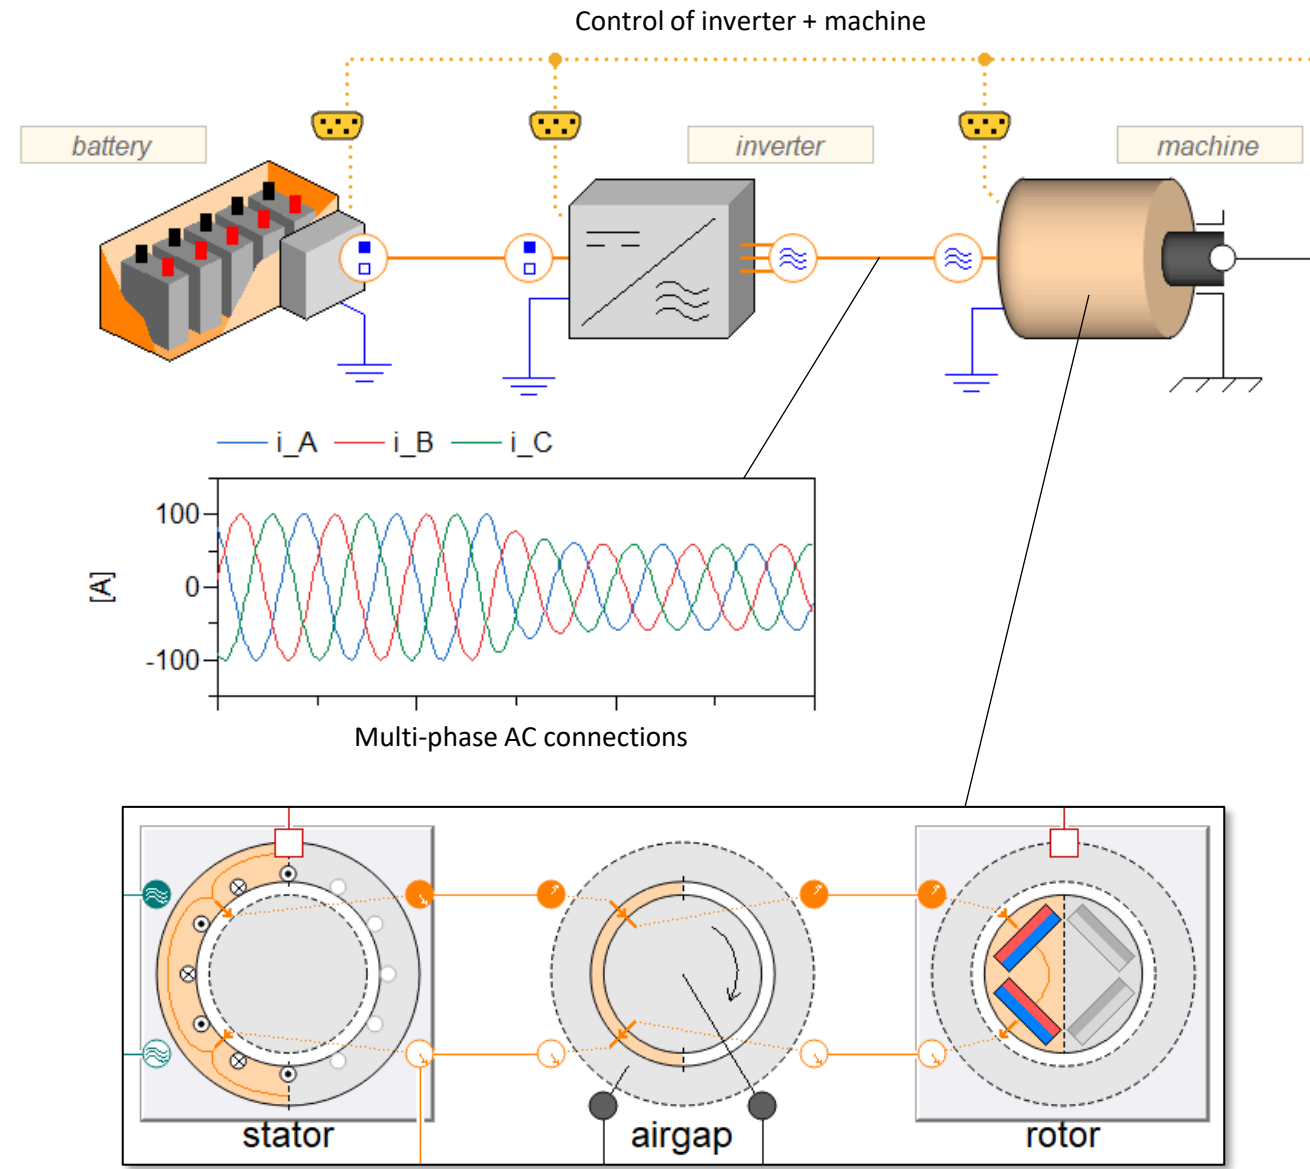 Control of inverter + machine
battery
inverter
machine
i_A i_B i_C
100
0
-100
[A]
Multi-phase AC connections
stator
airgap
rotor